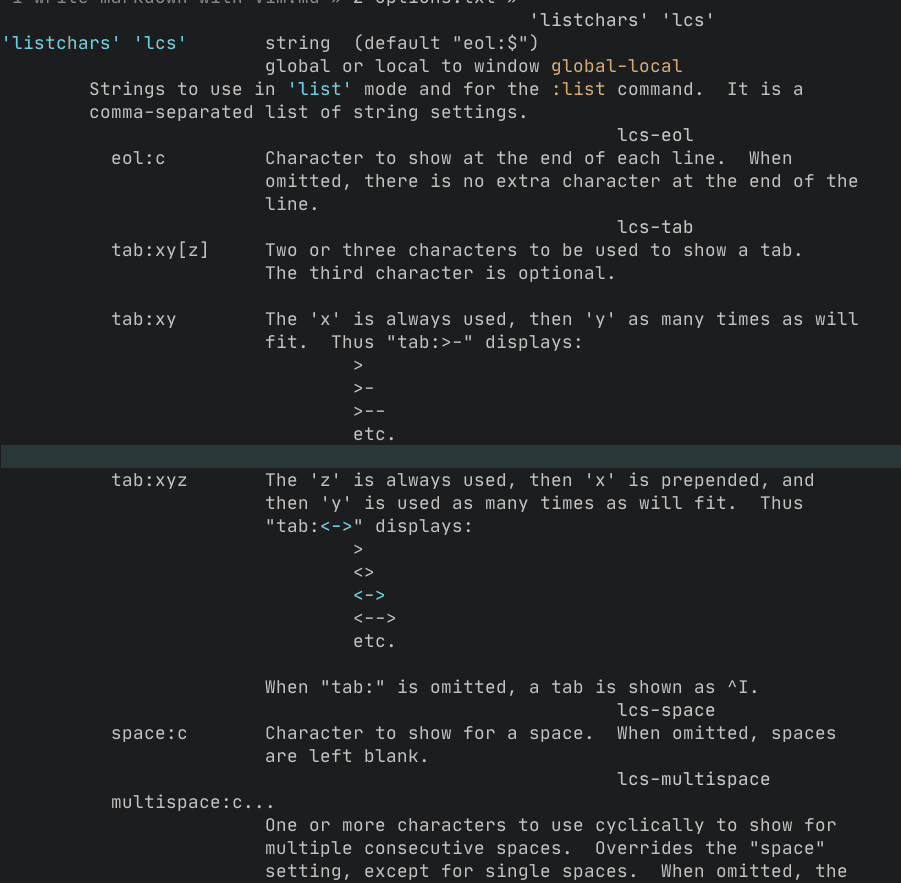 1 write markdown with vim.md » 2 options.txt »
'listchars' 'lcs'
'listchars' 'lcs'	string  (default "eol:$")
global or local to window global-local
Strings to use in 'list' mode and for the :list command.  It is a
comma-separated list of string settings.
lcs-eol
eol:c		Character to show at the end of each line.  When
omitted, there is no extra character at the end of the
line.
lcs-tab
tab:xy[z]	Two or three characters to be used to show a tab.
The third character is optional.
tab:xy		The 'x' is always used, then 'y' as many times as will
fit.  Thus "tab:>-" displays:
>
>-
>--
etc.
tab:xyz		The 'z' is always used, then 'x' is prepended, and
then 'y' is used as many times as will fit.  Thus
"tab:<->" displays:
>
<>
<->
<-->
etc.
When "tab:" is omitted, a tab is shown as ^I.
lcs-space
space:c		Character to show for a space.  When omitted, spaces
are left blank.
lcs-multispace
multispace:c...
One or more characters to use cyclically to show for
multiple consecutive spaces.  Overrides the "space"
setting, except for single spaces.  When omitted, the